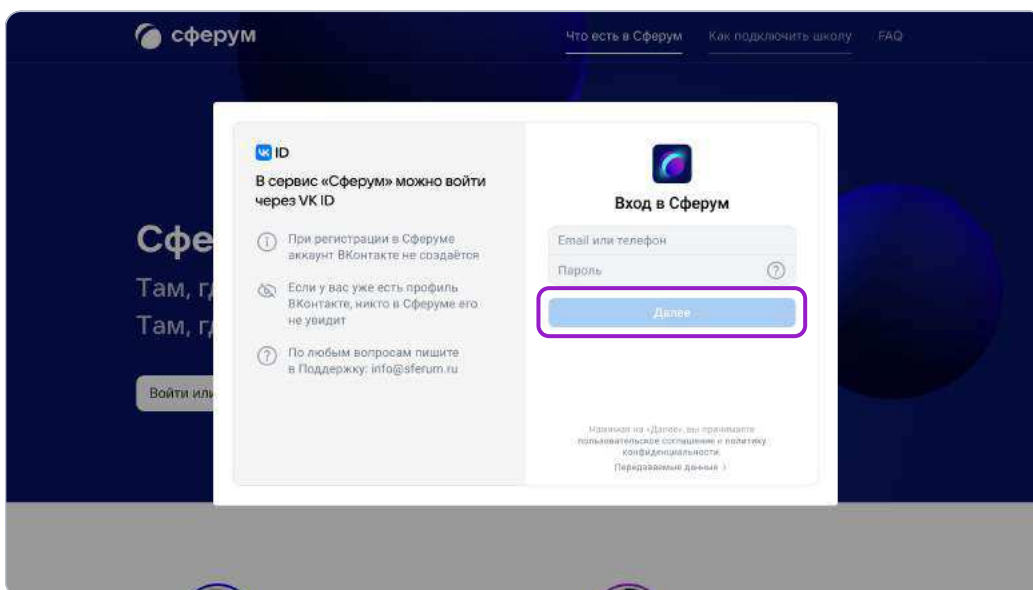 сферум
Что есть в Сферум
Как подключить школу
FAQ
VK ID
В сервис «Сферум» можно войти
через VK ID
При регистрации в Сферуме
аккаунт ВКонтакте не создаётся
Если у вас уже есть профиль
ВКонтакте, никто в Сферуме его
не увидит
По любым вопросам пишите
в Поддержку: info@sferum.ru
Вход в Сферум
Email или телефон
Пароль
Далее
Нажимая на «Далее», вы принимаете
пользовательское соглашение и политику
конфиденциальности.
Передаваемые данные
Сфе
Там, г
Там, г
Войти или